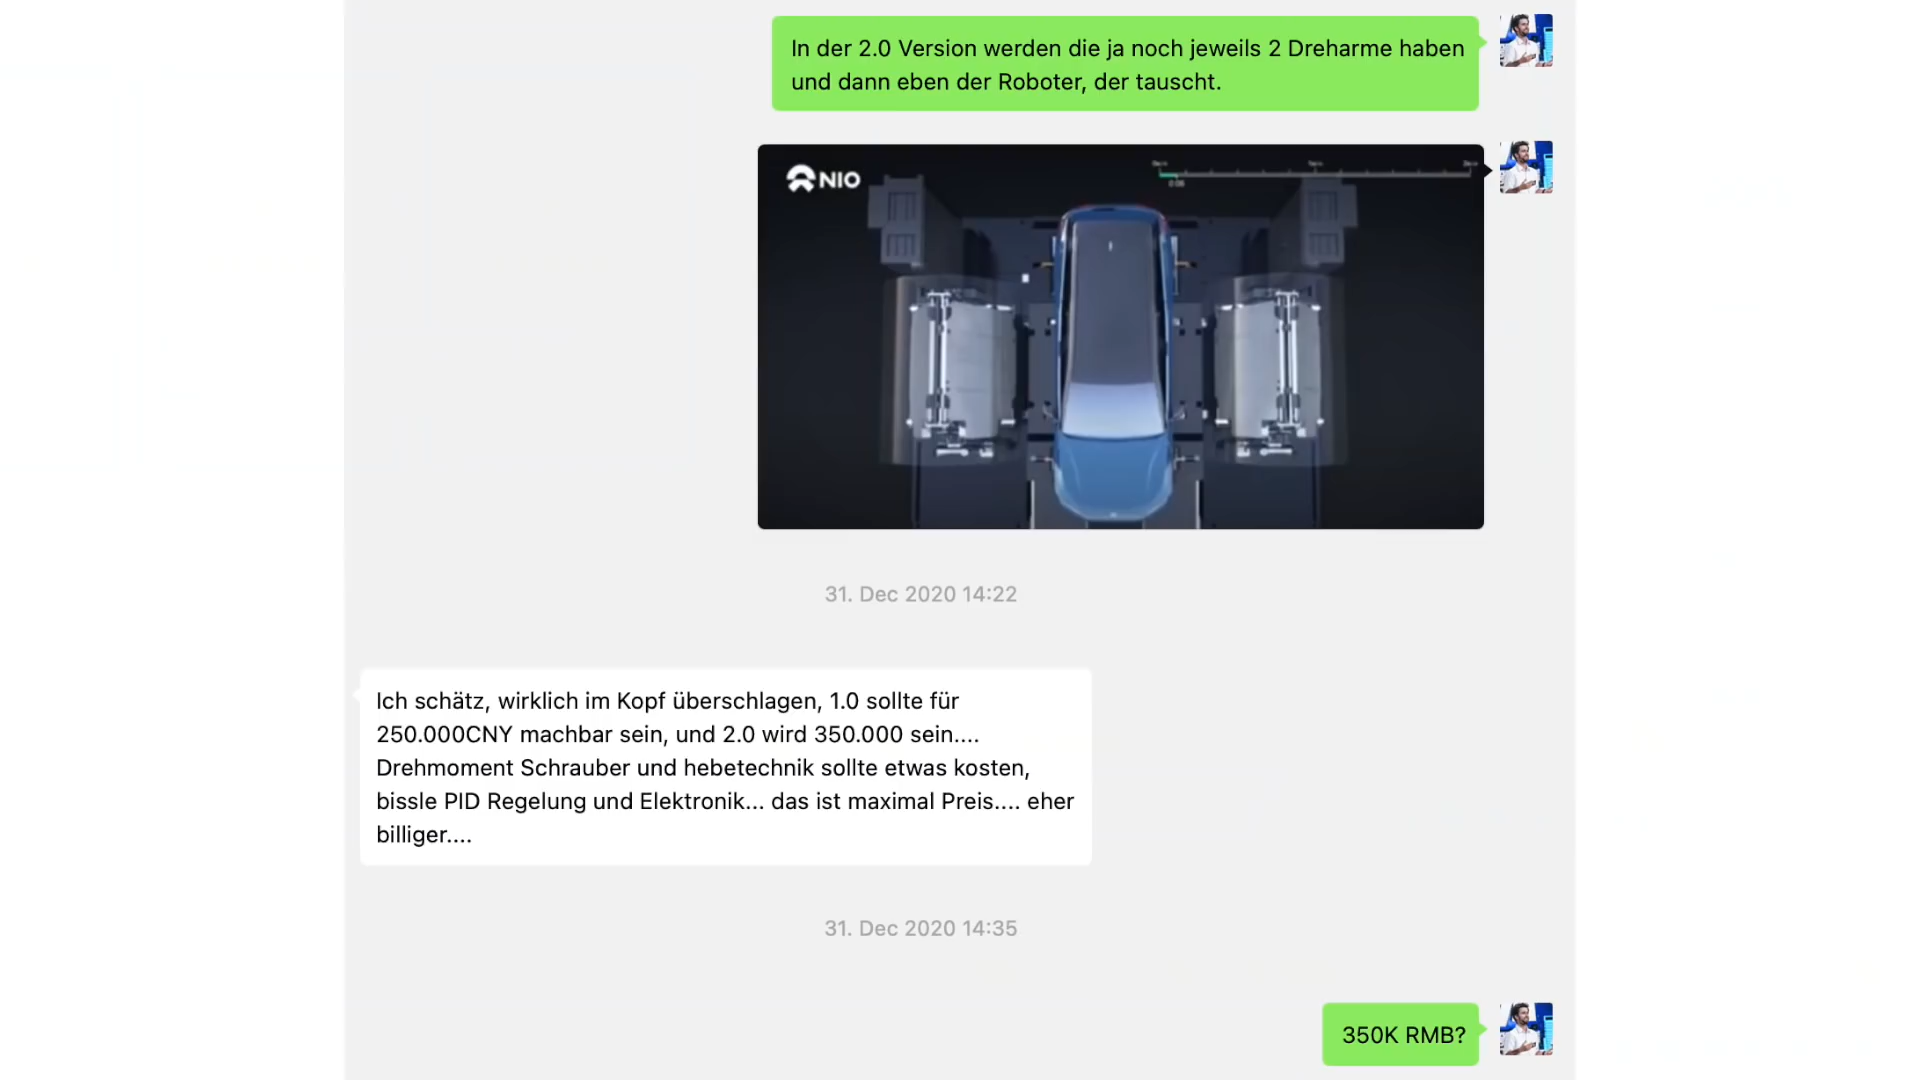 In der 2.0 Version werden die ja noch jeweils 2 Dreharme haben
und dann eben der Roboter, der tauscht.
NIO
31. Dec 2020 14:22
Ich schätz, wirklich im Kopf überschlagen, 1.0 sollte für
250.000CNY machbar sein, und 2.0 wird 350.000 sein....
Drehmoment Schrauber und hebetechnik sollte etwas kosten,
bissle PID Regelung und Elektronik... das ist maximal Preis.... eher
billiger....
31. Dec 2020 14:35
350K RMB?